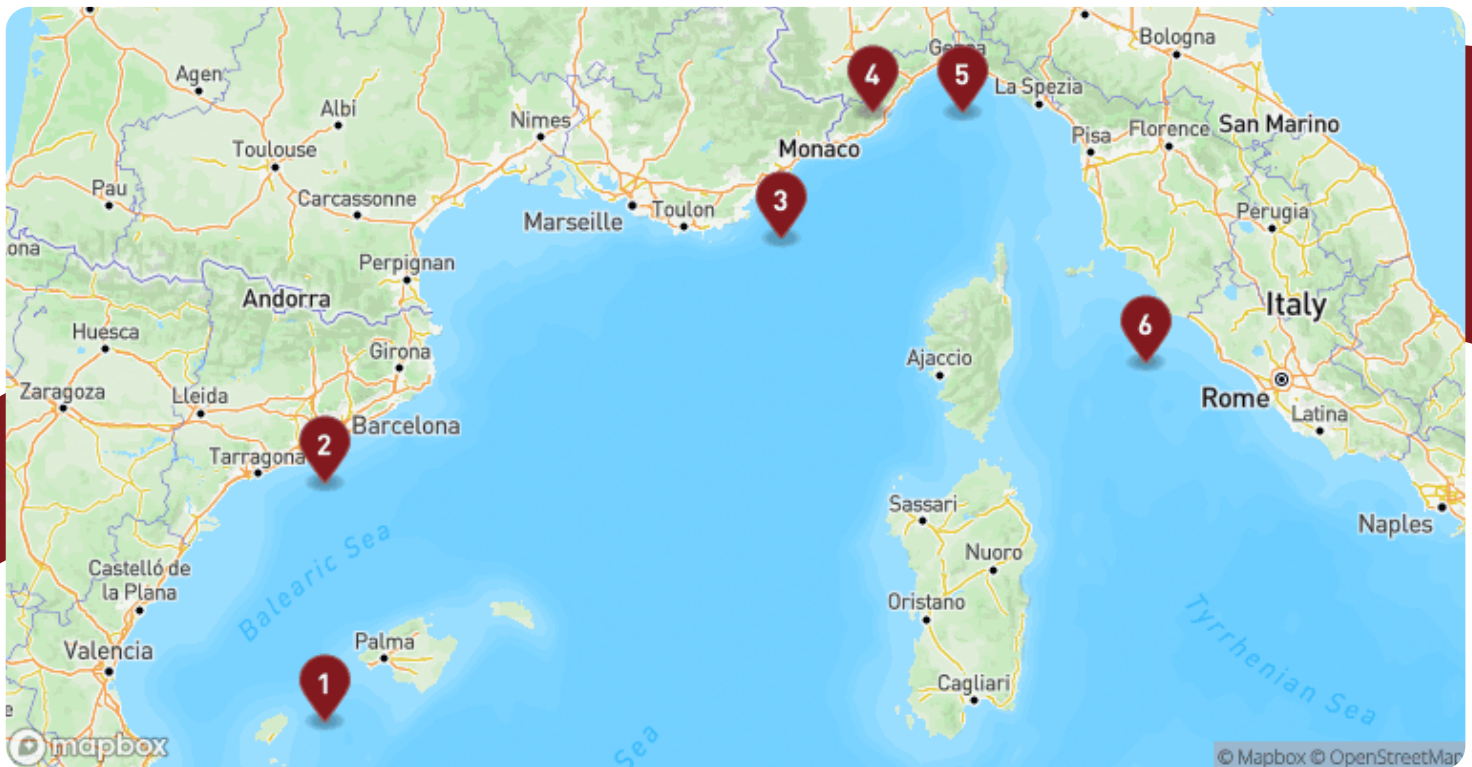 Agen
Albi
Toulouse
Pau
Carcassonne
ona
Perpignan
Andorra
Huesca
Girona
Zaragoza
Lleida
Barcelona
2
Tarragona
Balearic Sea
Castelló de
la Plana
Valencia
Palma
1
e
mapbox
Nimes
Marseille
Toulon
Monaco
3
4
5
La Spezia
Bologna
Pisa
Florence
San Marino
Perugia
Italy
6
Rome
Latina
Naples
Ajaccio
Sassari
Nuoro
Oristano
Cagliari
Tyrrhenian Sea
Sea
© Mapbox © OpenStreetMap